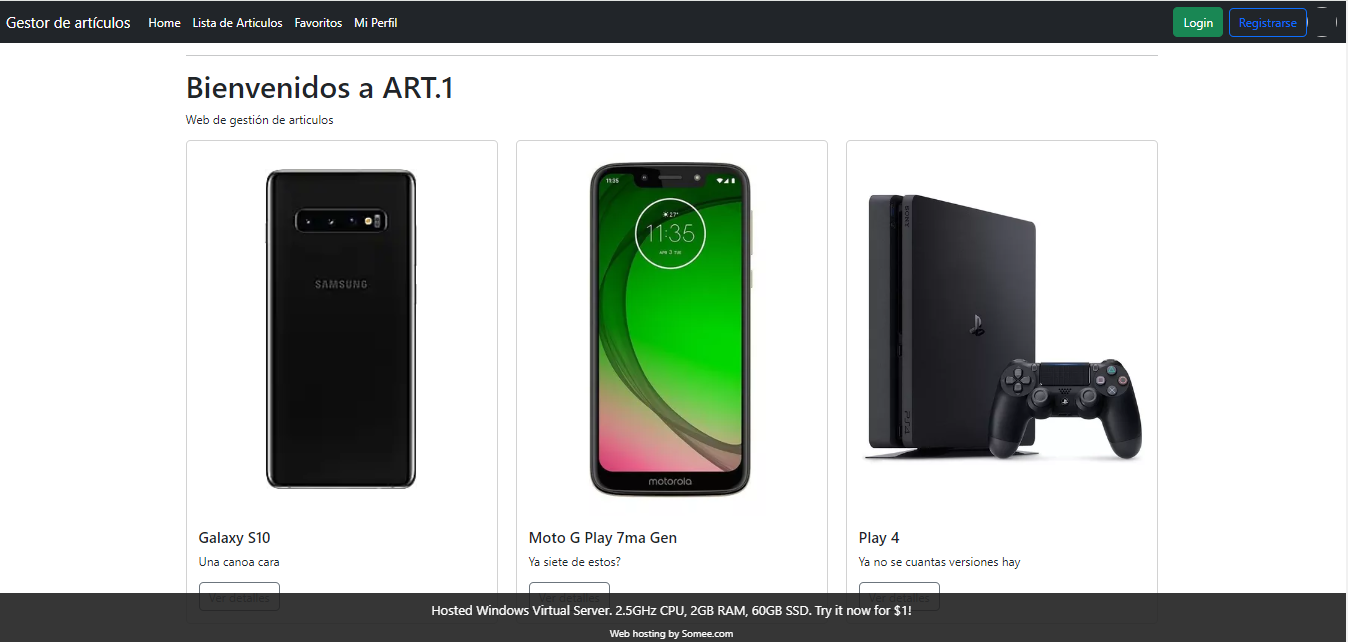 Gestor de artículos Home Lista de Articulos Favoritos Mi Perfil Login Registrarse
Bienvenidos a ART.1
Web de gestión de articulos
SAMSUNG
11:35
27°
11:35
motorola
SONY
PS4
Galaxy S10 Moto G Play 7ma Gen Play 4
Una canoa cara Ya siete de estos? Ya no se cuantas versiones hay
Ver detalles Ver detalles Ver detalles
Hosted Windows Virtual Server. 2.5GHz CPU, 2GB RAM, 60GB SSD. Try it now for $1!
Web hosting by Somee.com